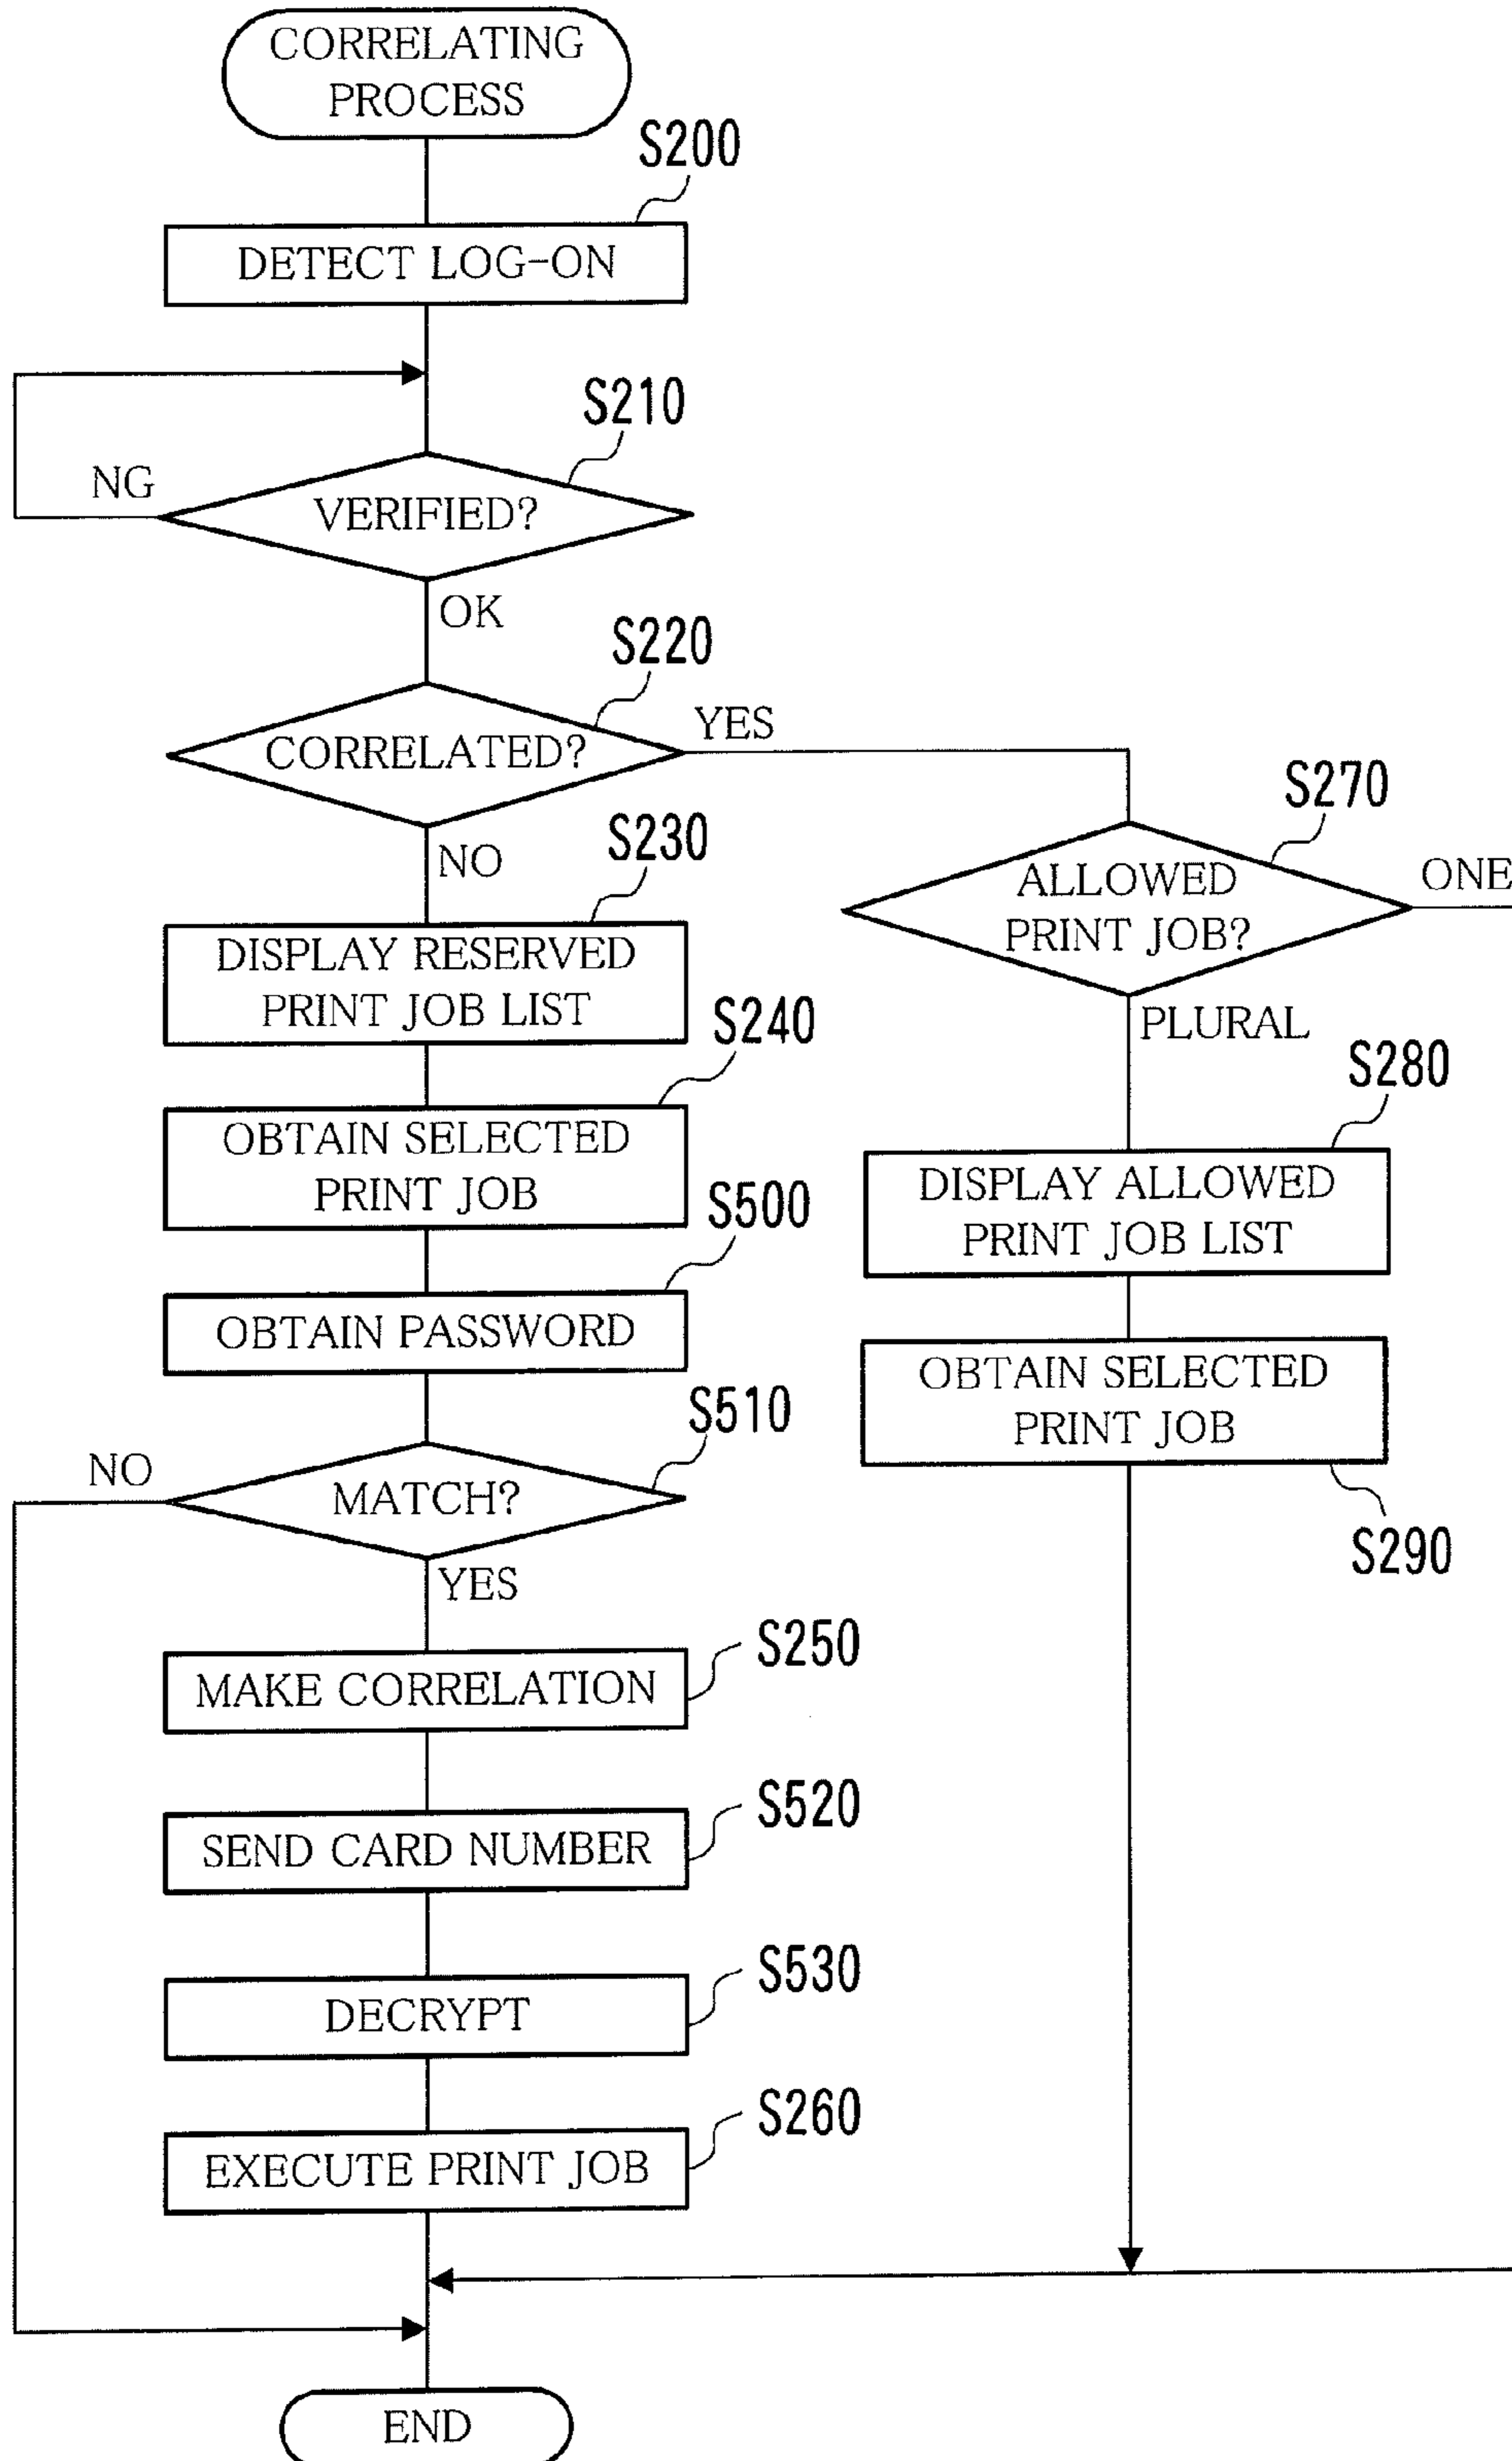 CORRELATING
PROCESS
S200
DETECT LOG-ON
S210
NG
VERIFIED?
OK
S220
YES
CORRELATED?
S270
NO
S230
ALLOWED
PRINT JOB?
ONE
DISPLAY RESERVED
PRINT JOB LIST
PLURAL
S240
S280
OBTAIN SELECTED
PRINT JOB
DISPLAY ALLOWED
PRINT JOB LIST
S500
OBTAIN PASSWORD
OBTAIN SELECTED
PRINT JOB
S510
NO
MATCH?
S290
YES
S250
MAKE CORRELATION
S520
SEND CARD NUMBER
S530
DECRYPT
S260
EXECUTE PRINT JOB
END